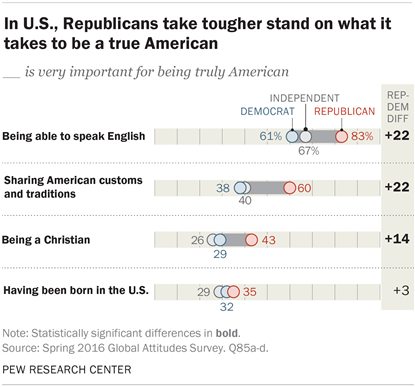 In U.S., Republicans take tougher stand on what it
takes to be a true American
__ is very important for being truly American
REP-
DEM
DIFF
INDEPENDENT
DEMOCRAT
REPUBLICAN
Being able to speak English
61%
83%
+22
67%
Sharing American customs
and traditions
38
60
+22
40
Being a Christian
26
43
+14
29
Having been born in the U.S.
29
35
+3
32
Note: Statistically significant differences in bold.
Source: Spring 2016 Global Attitudes Survey. Q85a-d.
PEW RESEARCH CENTER